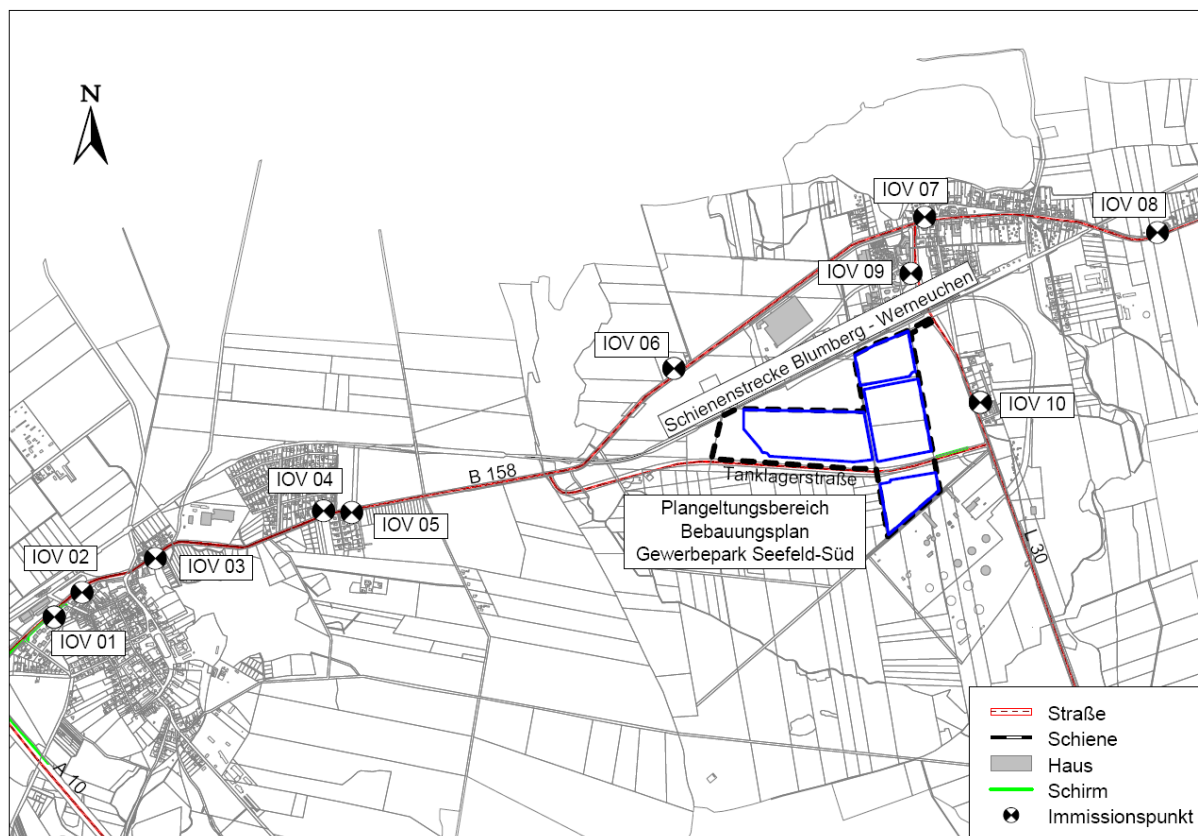 N
IOV 07
IOV 08
IOV 09
IOV 06
Schienenstrecke Blumberg - Werneuchen
IOV 10
IOV 04
B 158
Tanklagerstraße
IOV 05
Plangeltungsbereich
Bebauungsplan
Gewerbepark Seefeld-Süd
IOV 02
IOV 03
L 30
IOV 01
A 10
Straße
Schiene
Haus
Schirm
Immissionspunkt